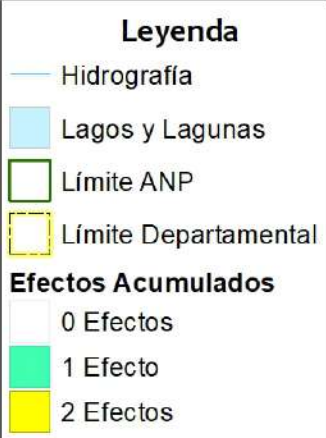 Leyenda
Hidrografía
Lagos y Lagunas
Límite ANP
Límite Departamental
Efectos Acumulados
0 Efectos
1 Efecto
2 Efectos